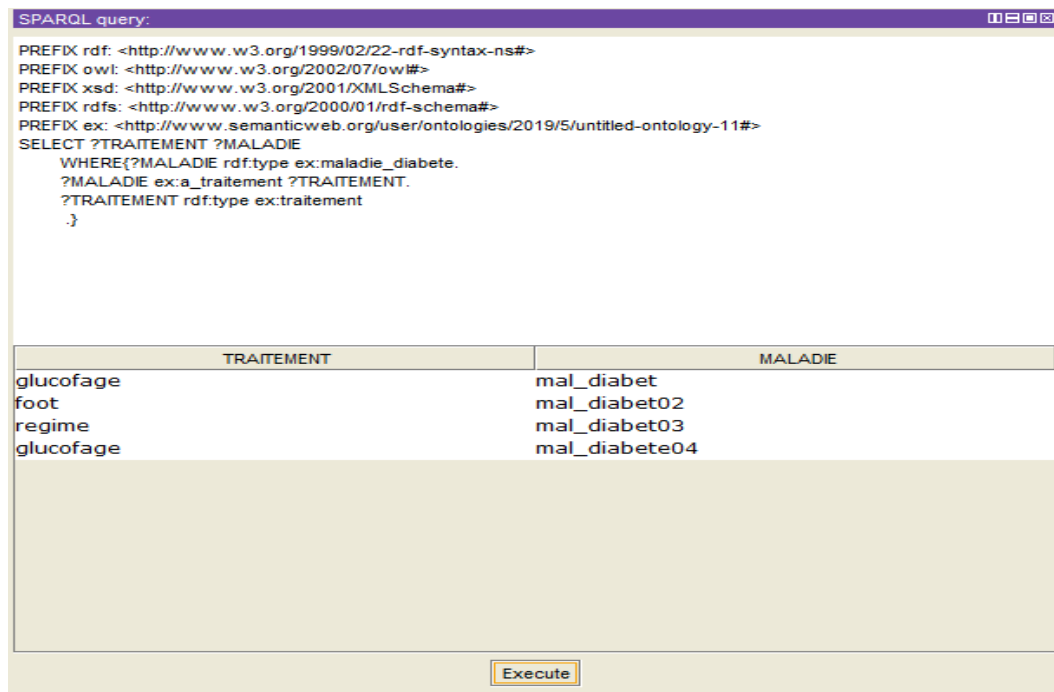 SPARQL query:
PREFIX rdf: <http://www.w3.org/1999/02/22-rdf-syntax-ns#>
PREFIX owl: <http://www.w3.org/2002/07/owl#>
PREFIX xsd: <http://www.w3.org/2001/XMLSchema#>
PREFIX rdfs: <http://www.w3.org/2000/01/rdf-schema#>
PREFIX ex: <http://www.semanticweb.org/user/ontologies/2019/5/untitled-ontology-11#>
SELECT ?TRAITEMENT ?MALADIE
WHERE{?MALADIE rdf:type ex:maladie_diabete.
?MALADIE ex:a_traitement ?TRAITEMENT.
?TRAITEMENT rdf:type ex:traitement
.}
TRAITEMENT MALADIE
glucofage mal_diabet
foot mal_diabet02
regime mal_diabet03
glucofage mal_diabete04
Execute